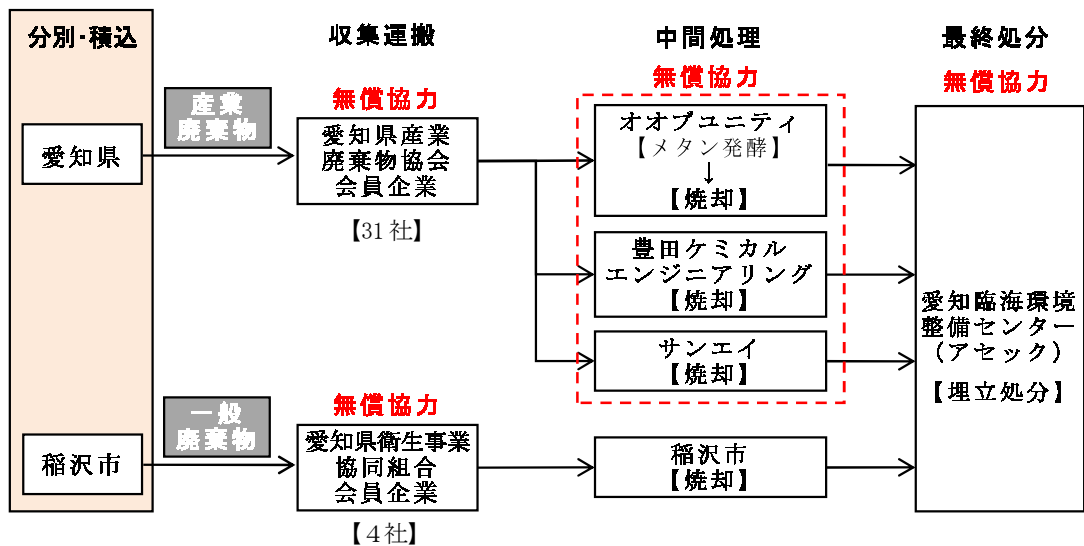 分別・積込
収集運搬
中間処理
最終処分
無償協力
無償協力
無償協力
産業
廃棄物
愛知県
愛知県産業
廃棄物協会
会員企業
【31社】
オオブユニティ
【メタン発酵】
↓
【焼却】
豊田ケミカル
エンジニアリング
【焼却】
サンエイ
【焼却】
愛知臨海環境
整備センター
（アセック）
【埋立処分】
一般
廃棄物
稲沢市
無償協力
愛知県衛生事業
協同組合
会員企業
【４社】
稲沢市
【焼却】